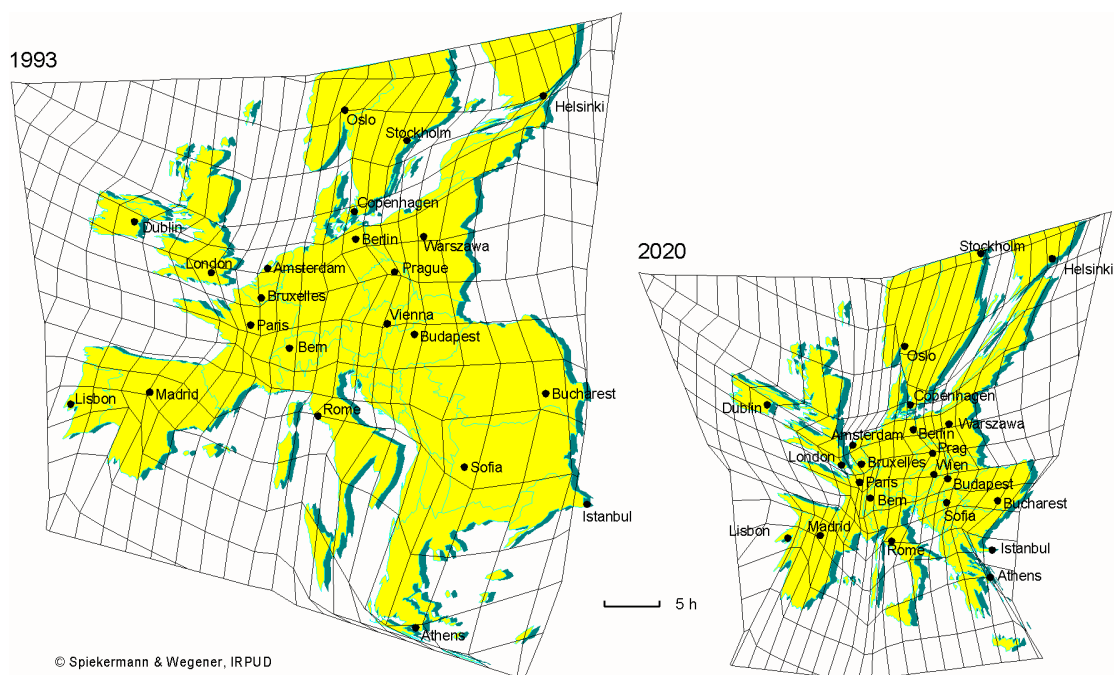 1993
Helsinki
Oslo
Stockholm
Copenhagen
Dublin
Berlin
Warszawa
London
Amsterdam
Prague
Bruxelles
Paris
Vienna
Budapest
Bern
Lisbon
Madrid
Bucharest
Rome
Sofia
Istanbul
Athens
© Spiekermann & Wegener, IRPUD
5 h
2020
Stockholm
Helsinki
Oslo
Copenhagen
Dublin
Warszawa
Amsterdam
Berlin
Prag
London
Bruxelles
Wien
Paris
Budapest
Bern
Sofia
Bucharest
Lisbon
Madrid
Rome
Istanbul
Athens